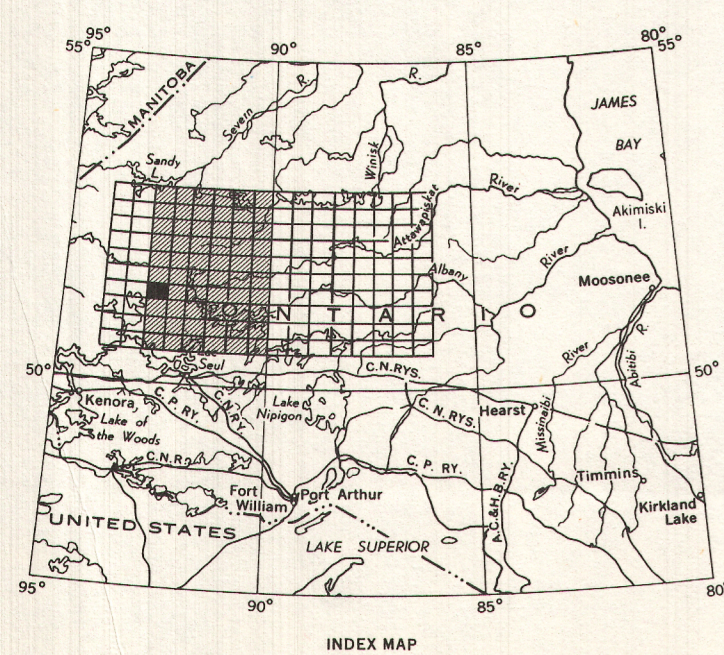 95°
90°
85°
80°
55°
55°
MANITOBA
Severn
R.
R.
JAMES
BAY
Sandy
L.
Winisk
River
Attawapiskat
Akimiski
I.
River
Albany
Moosonee
ONTARIO
Seul
50°
C.N.RYS.
River
Abitibi
R.
50°
Kenora
Lake of
the Woods
C. P. RY.
C.N.RY.
Lake
Nipigon
C. N. RYS.
Hearst
Missinaibi
C.N.R.
C. P. RY.
Timmins
Fort
William
Port Arthur
A.C.&H.B.RY.
Kirkland
Lake
UNITED STATES
LAKE SUPERIOR
95°
90°
85°
80°
INDEX MAP